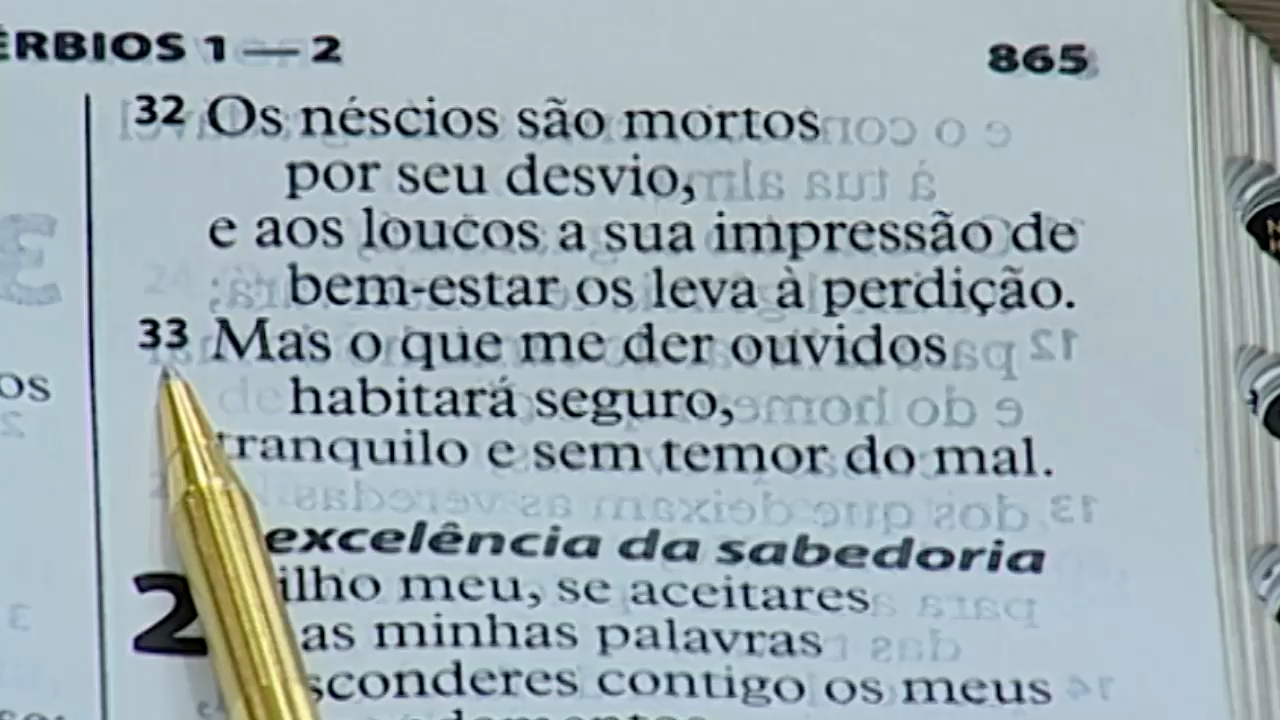 ÉRBIOS 1 — 2 865
32 Os néscios são mortos
por seu desvio,
e aos loucos a sua impressão de
bem-estar os leva à perdição.
33 Mas o que me der ouvidos
habitará seguro,
tranquilo e sem temor do mal.
excelência da sabedoria
2 ilho meu, se aceitares
as minhas palavras
sconderes contigo os meus
os